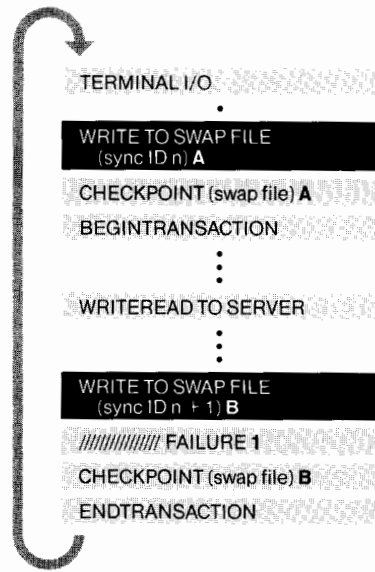 TERMINAL I/O
WRITE TO SWAP FILE
(sync ID n) A
CHECKPOINT (swap file) A
BEGINTRANSACTION
WRITEREAD TO SERVER
WRITE TO SWAP FILE
(sync ID n + 1) B
/////////////// FAILURE 1
CHECKPOINT (swap file) B
ENDTRANSACTION